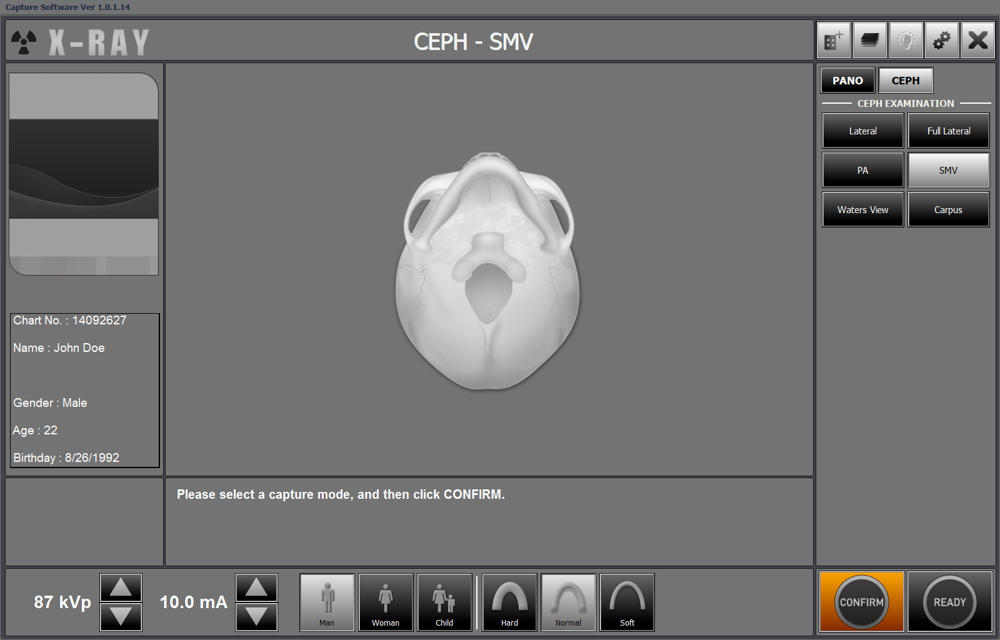 Capture Software Ver 1.0.1.14
X-RAY
CEPH - SMV
PANO
CEPH
CEPH EXAMINATION
Lateral
Full Lateral
PA
SMV
Waters View
Carpus
Chart No. : 14092627
Name : John Doe
Gender : Male
Age : 22
Birthday : 8/26/1992
Please select a capture mode, and then click CONFIRM.
87 kVp
10.0 mA
Man
Woman
Child
Hard
Normal
Soft
CONFIRM
READY